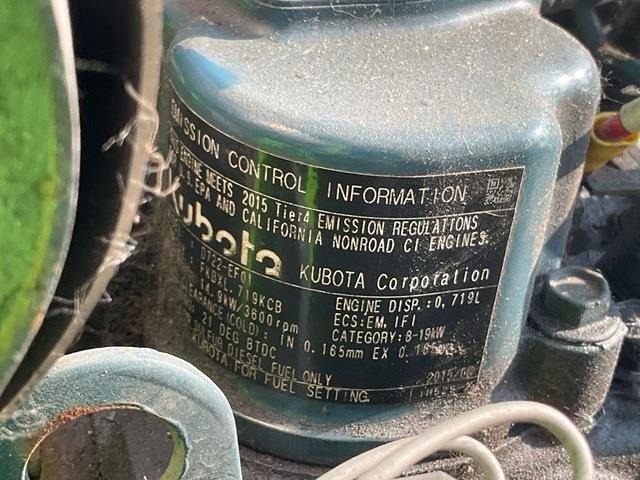 EMISSION CONTROL INFORMATION
ENGINE MEETS 2015 Tier4 EMISSION REGULATIONS
U.S. EPA AND CALIFORNIA NONROAD CI ENGINES.
Kubota KUBOTA Corporation
: D722-EF01 ENGINE DISP.:0.719L
: FKBXL.719KCB ECS:EM, IFI
: 14.9kW/3600rpm CATEGORY:8-19kW
CLEARANCE(COLD): IN 0.165mm EX
: 21 DEG BTDC
SULFUR DIESEL FUEL ONLY
KUBOTA FOR FUEL SETTING. 2015/